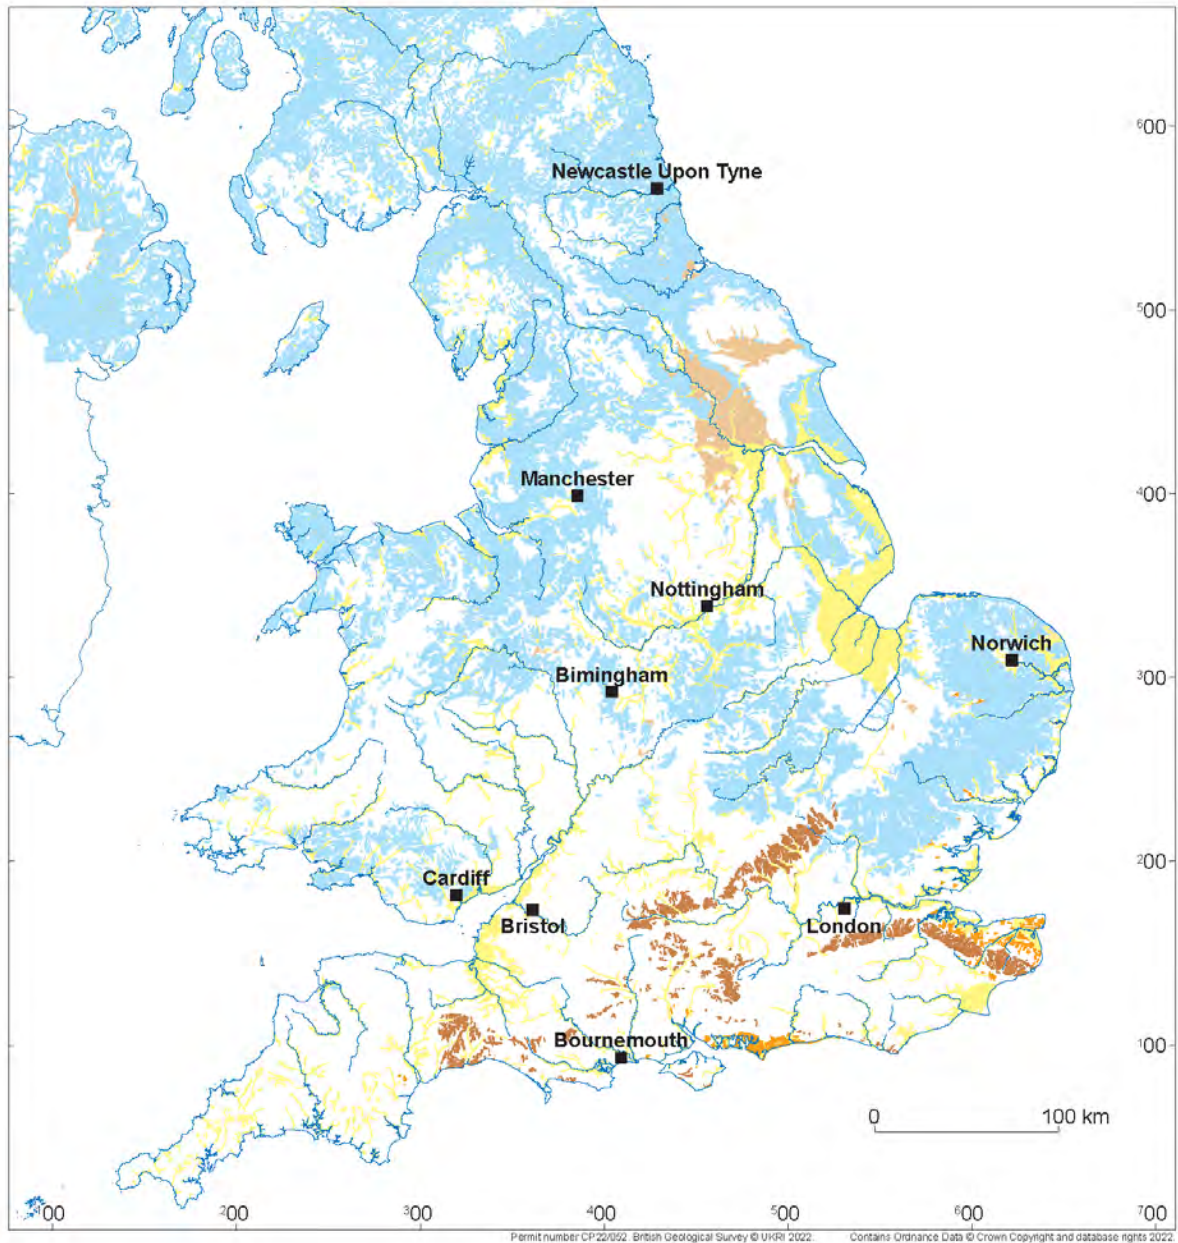 600
Newcastle Upon Tyne
500
Manchester
400
Nottingham
Norwich
300
Bimingham
200
Cardiff
Bristol
London
Bournemouth
100
0 100 km
100 200 300 400 500 600 700
Permit number CP22/052. British Geological Survey © UKRI 2022. Contains Ordnance Data © Crown Copyright and database rights 2022.